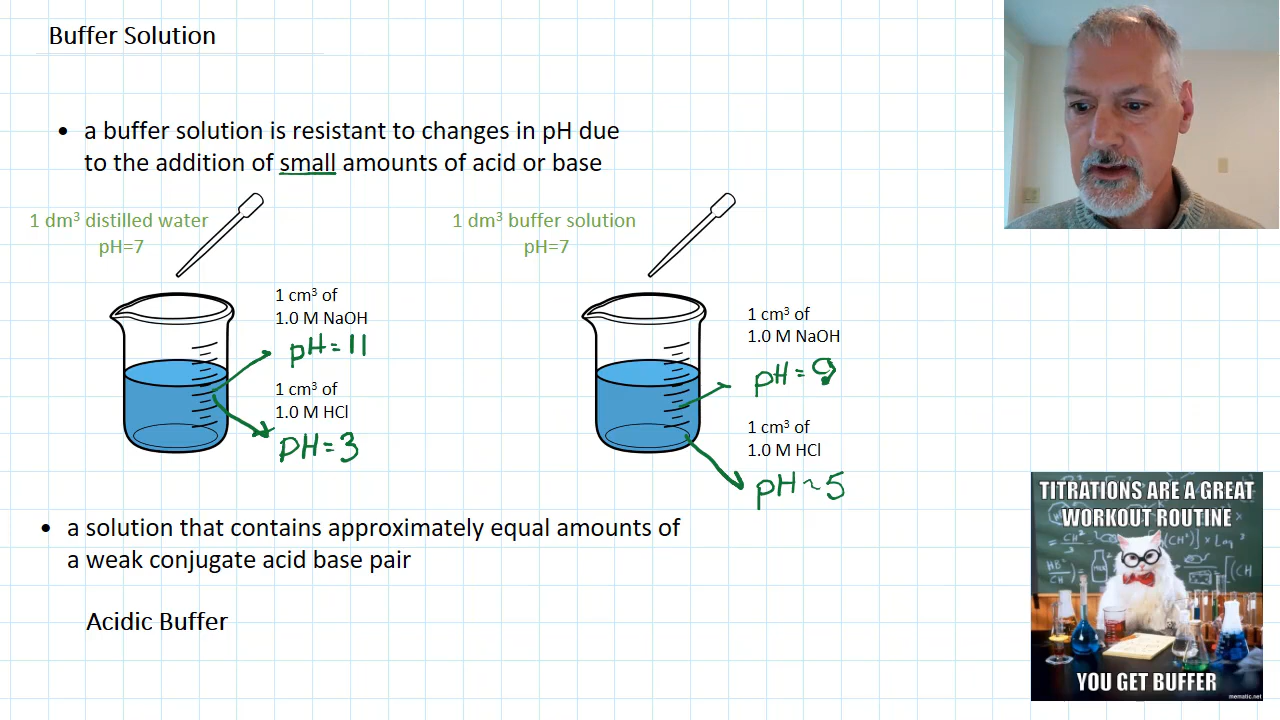 Buffer Solution
• a buffer solution is resistant to changes in pH due
to the addition of small amounts of acid or base
1 dm³ distilled water
pH=7
1 cm³ of
1.0 M NaOH
pH = 11
1 cm³ of
1.0 M HCl
pH = 3
1 dm³ buffer solution
pH=7
1 cm³ of
1.0 M NaOH
pH = 9
1 cm³ of
1.0 M HCl
pH ~ 5
• a solution that contains approximately equal amounts of
a weak conjugate acid base pair
Acidic Buffer
TITRATIONS ARE A GREAT
WORKOUT ROUTINE
YOU GET BUFFER
mematic.net